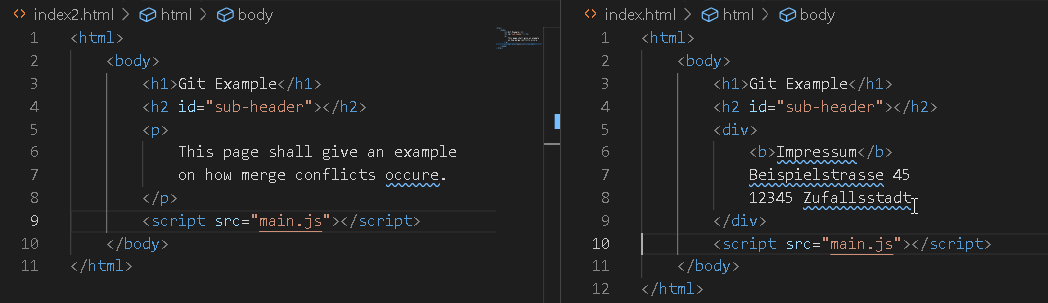 index2.html > html > body
1 <html>
2 <body>
3 <h1>Git Example</h1>
4 <h2 id="sub-header"></h2>
5 <p>
6 This page shall give an example
7 on how merge conflicts occure.
8 </p>
9 <script src="main.js"></script>
10 </body>
11 </html>
index.html > html > body
1 <html>
2 <body>
3 <h1>Git Example</h1>
4 <h2 id="sub-header"></h2>
5 <div>
6 <b>Impressum</b>
7 Beispielstrasse 45
8 12345 Zufallsstadt
9 </div>
10 <script src="main.js"></script>
11 </body>
12 </html>